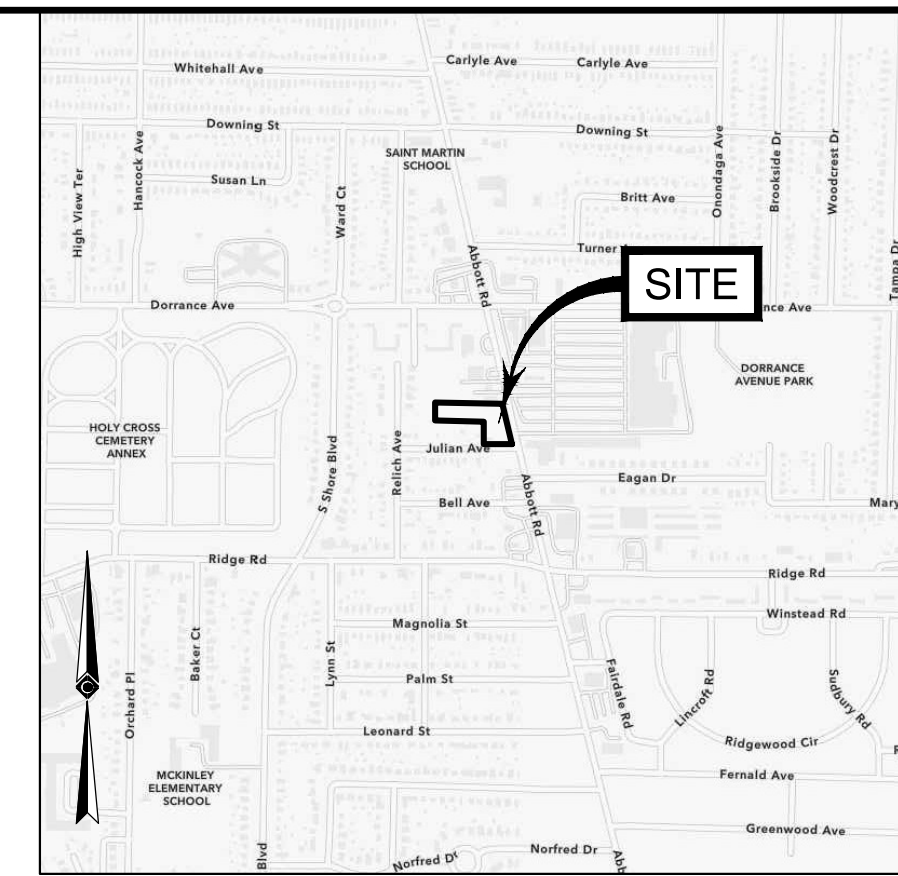 Whitehall Ave
Carlyle Ave
Carlyle Ave
Downing St
Downing St
SAINT MARTIN
SCHOOL
High View Ter
Hancock Ave
Susan Ln
Ward Ct
Britt Ave
Onondaga Ave
Brookside Dr
Woodcrest Dr
Turner
Abbott Rd
SITE
Tampa Dr
Dorrance Ave
nce Ave
DORRANCE
AVENUE PARK
HOLY CROSS
CEMETERY
ANNEX
S Shore Blvd
Relich Ave
Julian Ave
Eagan Dr
Bell Ave
Abbott Rd
Mary
Ridge Rd
Ridge Rd
Winstead Rd
Magnolia St
Baker Ct
Lynn St
Palm St
Fairdale Rd
Lincroft Rd
Sudbury Rd
Orchard Pl
Leonard St
Ridgewood Cir
MCKINLEY
ELEMENTARY
SCHOOL
Fernald Ave
Greenwood Ave
Blvd
Norfred Dr
Norfred Dr
Abb